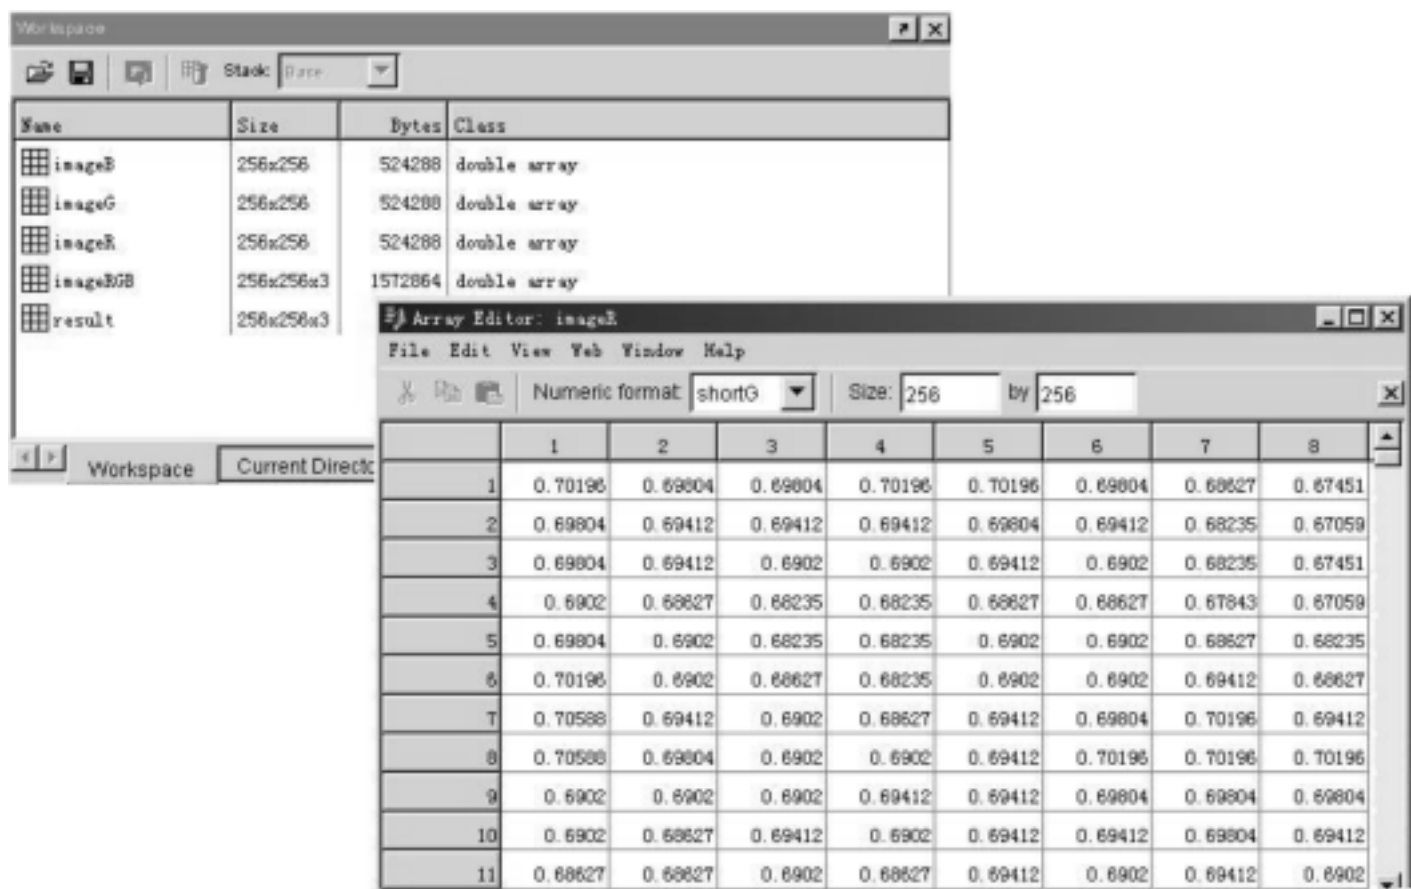 Workspace
Stack: Base
Name Size Bytes Class
imageB 256x256 524288 double array
imageG 256x256 524288 double array
imageR 256x256 524288 double array
imageRGB 256x256x3 1572864 double array
result 256x256x3
Workspace Current Directo
Array Editor: imageR
File Edit View Web Window Help
Numeric format: shortG Size: 256 by 256
1 2 3 4 5 6 7 8
1 0.70196 0.69804 0.69804 0.70196 0.70196 0.69804 0.68627 0.67451
2 0.69804 0.69412 0.69412 0.69412 0.69804 0.69412 0.68235 0.67059
3 0.69804 0.69412 0.6902 0.6902 0.69412 0.6902 0.68235 0.67451
4 0.6902 0.68627 0.68235 0.68235 0.68627 0.68627 0.67843 0.67059
5 0.69804 0.6902 0.68235 0.68235 0.6902 0.6902 0.68627 0.68235
6 0.70196 0.6902 0.68627 0.68235 0.6902 0.6902 0.69412 0.68627
7 0.70588 0.69412 0.6902 0.68627 0.69412 0.69804 0.70196 0.69412
8 0.70588 0.69804 0.6902 0.6902 0.69412 0.70196 0.70196 0.70196
9 0.6902 0.6902 0.6902 0.69412 0.69412 0.69804 0.69804 0.69804
10 0.6902 0.68627 0.69412 0.6902 0.69412 0.69412 0.69804 0.69412
11 0.68627 0.68627 0.6902 0.68627 0.69412 0.6902 0.69412 0.6902